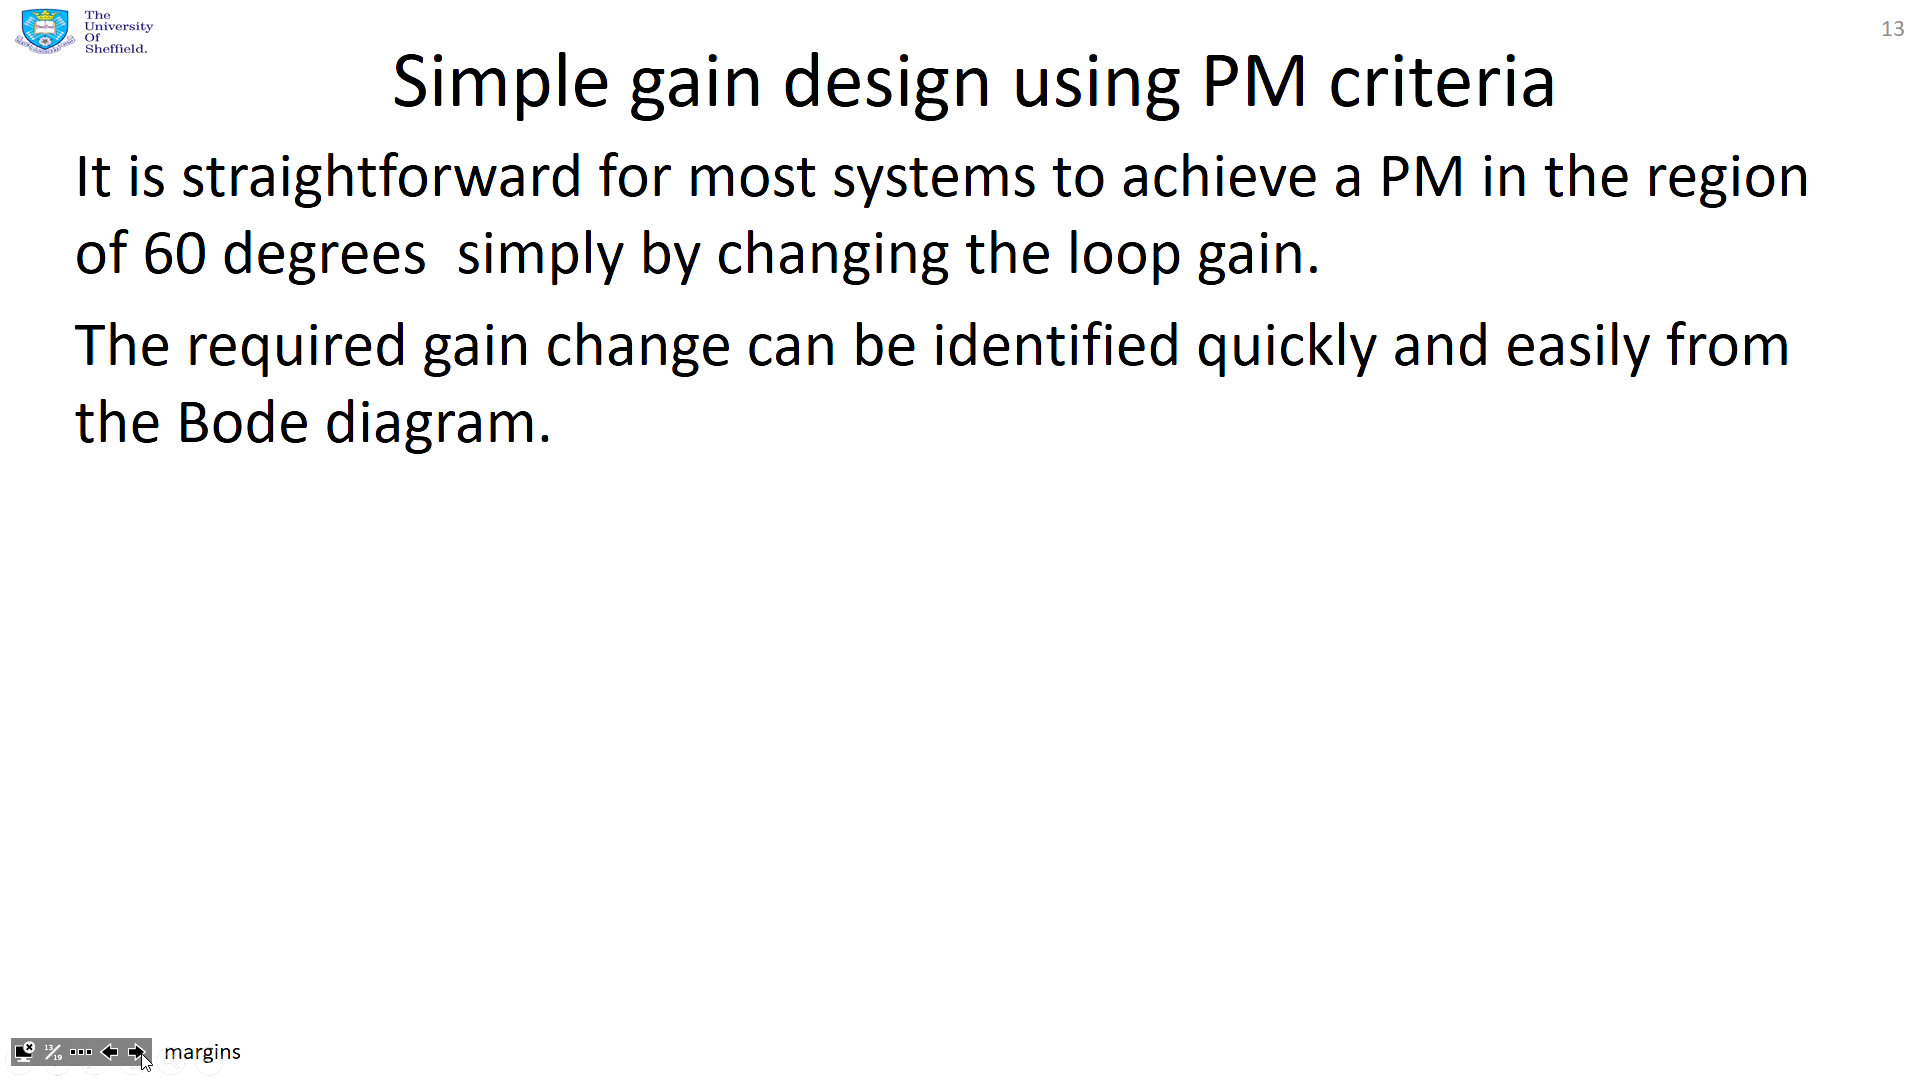 The
University
Of
Sheffield.
13
Simple gain design using PM criteria
It is straightforward for most systems to achieve a PM in the region
of 60 degrees  simply by changing the loop gain.
The required gain change can be identified quickly and easily from
the Bode diagram.
13/19
margins